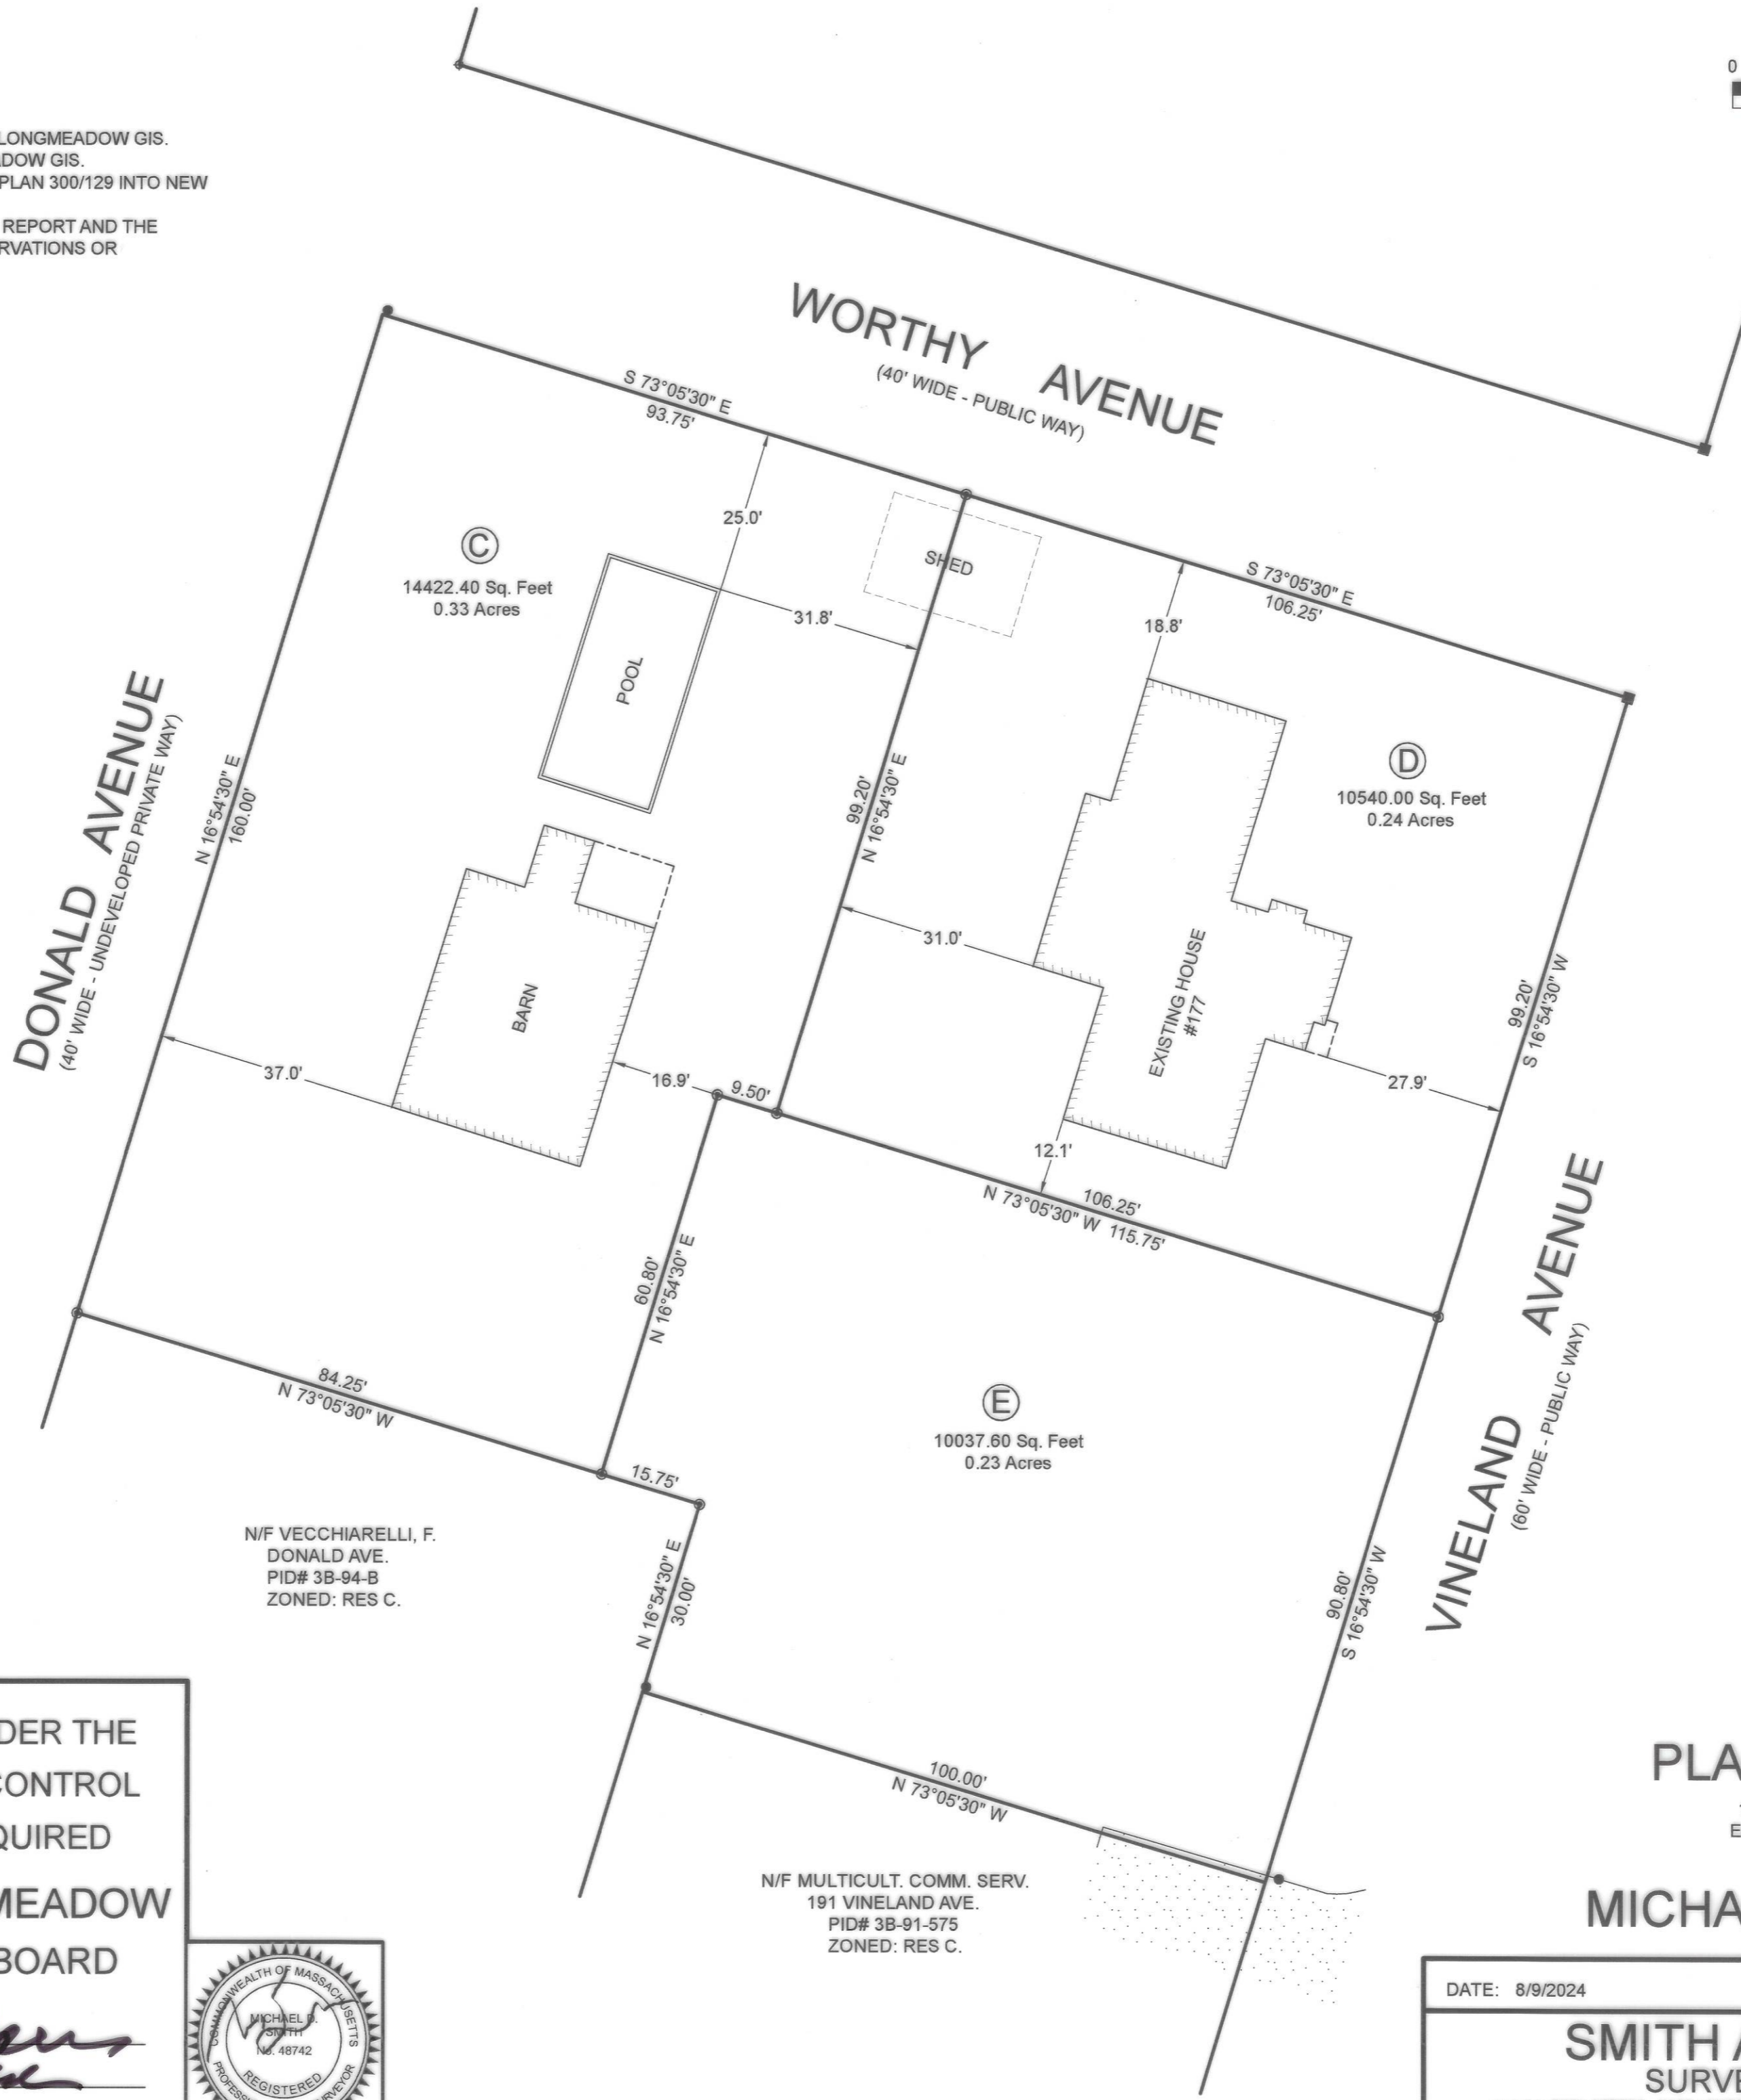 0
LONGMEADOW GIS.
DOW GIS.
PLAN 300/129 INTO NEW
REPORT AND THE
RVATIONS OR
WORTHY AVENUE
(40' WIDE - PUBLIC WAY)
S 73°05'30" E
93.75'
25.0'
C
14422.40 Sq. Feet
0.33 Acres
SHED
31.8'
S 73°05'30" E
106.25'
18.8'
POOL
DONALD AVENUE
(40' WIDE - UNDEVELOPED PRIVATE WAY)
N 16°54'30" E
160.00'
99.20'
N 16°54'30" E
D
10540.00 Sq. Feet
0.24 Acres
31.0'
BARN
EXISTING HOUSE
#177
99.20'
S 16°54'30" W
37.0'
16.9'
9.50'
27.9'
12.1'
106.25'
N 73°05'30" W 115.75'
60.80'
N 16°54'30" E
VINELAND AVENUE
(60' WIDE - PUBLIC WAY)
84.25'
N 73°05'30" W
E
10037.60 Sq. Feet
0.23 Acres
15.75'
N/F VECCHIARELLI, F.
DONALD AVE.
PID# 3B-94-B
ZONED: RES C.
N 16°54'30" E
30.00'
90.80'
S 16°54'30" W
100.00'
N 73°05'30" W
N/F MULTICULT. COMM. SERV.
191 VINELAND AVE.
PID# 3B-91-575
ZONED: RES C.
DER THE
CONTROL
QUIRED
MEADOW
BOARD
COMMONWEALTH OF MASSACHUSETTS
MICHAEL D.
SMITH
No. 48742
REGISTERED
PLA
E
MICHA
DATE: 8/9/2024
SMITH A
SURVE